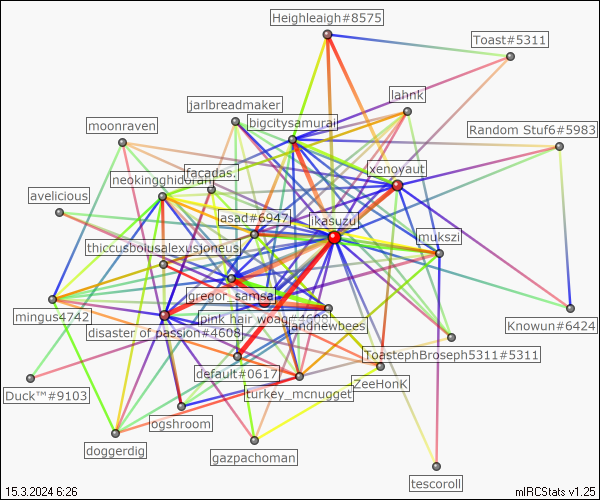 Heighleaigh#8575
Toast#5311
lahnk
jarlbreadmaker
bigcitysamurai
moonraven
Random Stuf6#5983
xenoyaut
facadas.
neokingghidorah
avelicious
asad#6947
ikasuzu
mukszi
thiccusboiusalexusjoneus
gregor_samsa
mingus4742
pink hair woag#4608
disaster of passion#4608
landnewbees
Knowun#6424
ToastephBroseph5311#5311
default#0617
ZeeHonK
turkey_mcnugget
Duck™#9103
ogshroom
doggerdig
gazpachoman
tescoroll
15.3.2024 6:26
mIRCStats v1.25